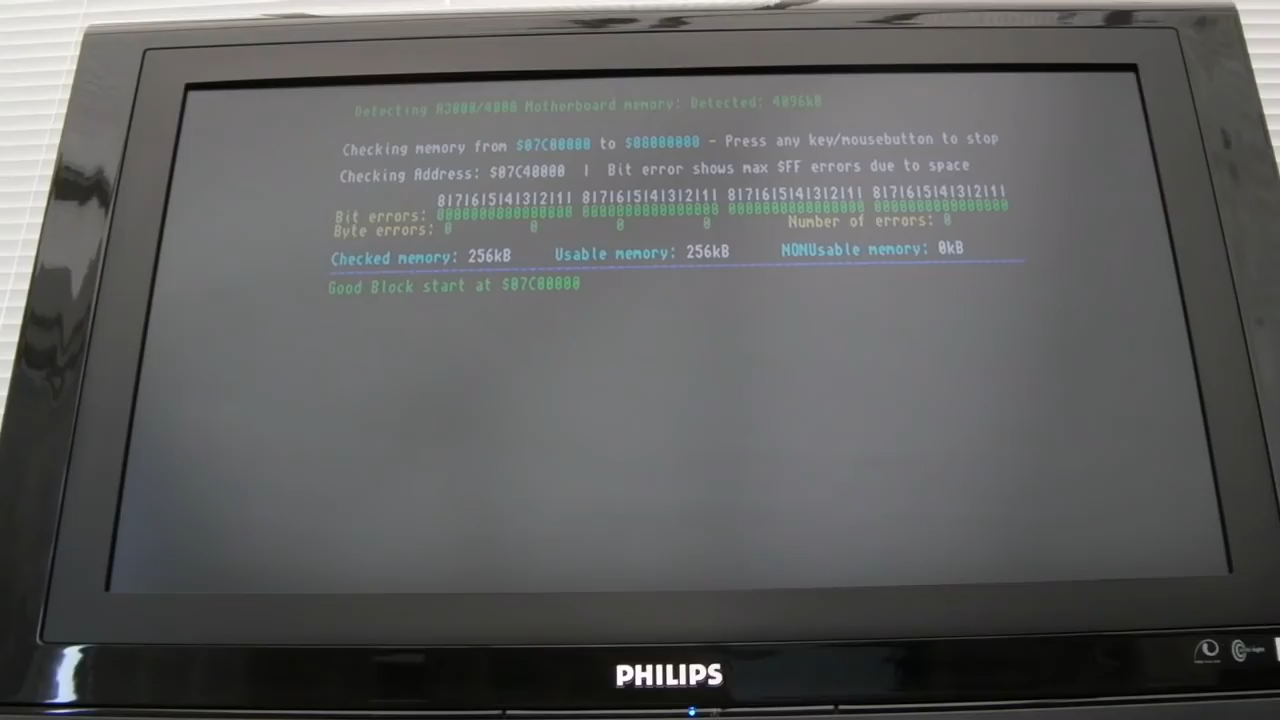 Detecting A3000/4000 Motherboard memory: Detected: 4096kB
Checking memory from $07C00000 to $08000000 - Press any key/mousebutton to stop
Checking Address: $07C40000 | Bit error shows max $FF errors due to space
8|7|6|5|4|3|2|1| 8|7|6|5|4|3|2|1| 8|7|6|5|4|3|2|1| 8|7|6|5|4|3|2|1|
Bit errors: 0000000000000000 0000000000000000 0000000000000000 0000000000000000
Byte errors: 0 0 0 0 Number of errors: 0
Checked memory: 256kB Usable memory: 256kB NONUsable memory: 0kB
Good Block start at $07C00000
PHILIPS